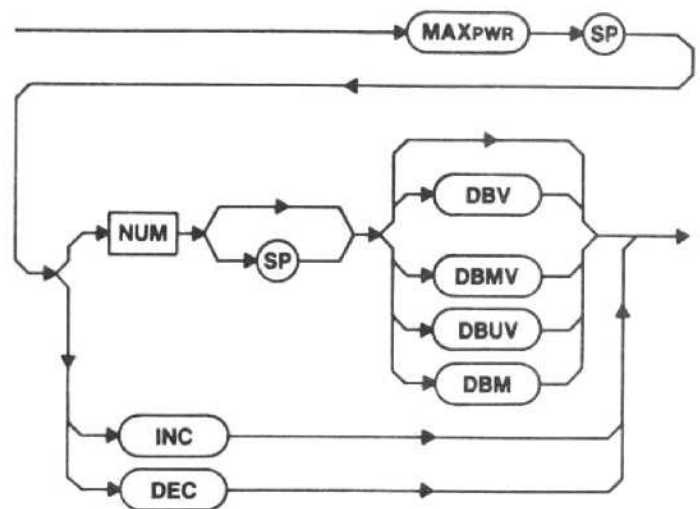 MAXPWR SP
DBV
NUM SP
DBMV
DBUV
DBM
INC
DEC